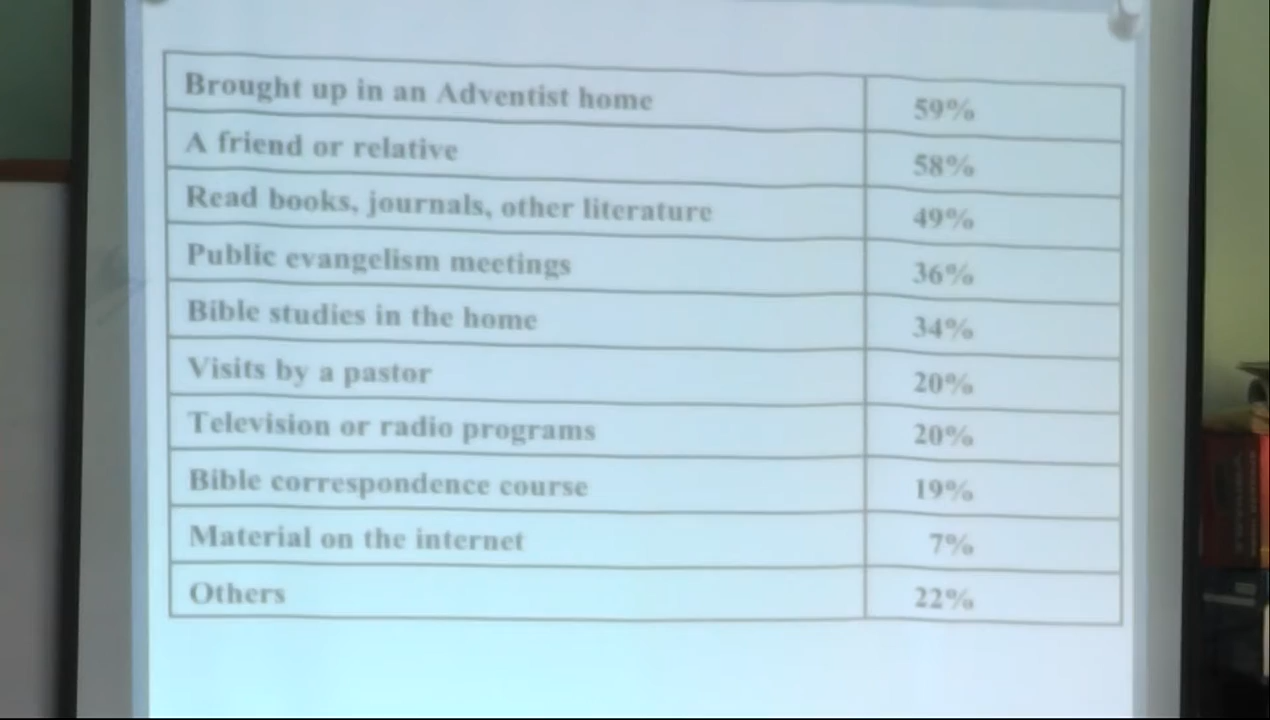 Brought up in an Adventist home 59%
A friend or relative 58%
Read books, journals, other literature 49%
Public evangelism meetings 36%
Bible studies in the home 34%
Visits by a pastor 20%
Television or radio programs 20%
Bible correspondence course 19%
Material on the internet 7%
Others 22%